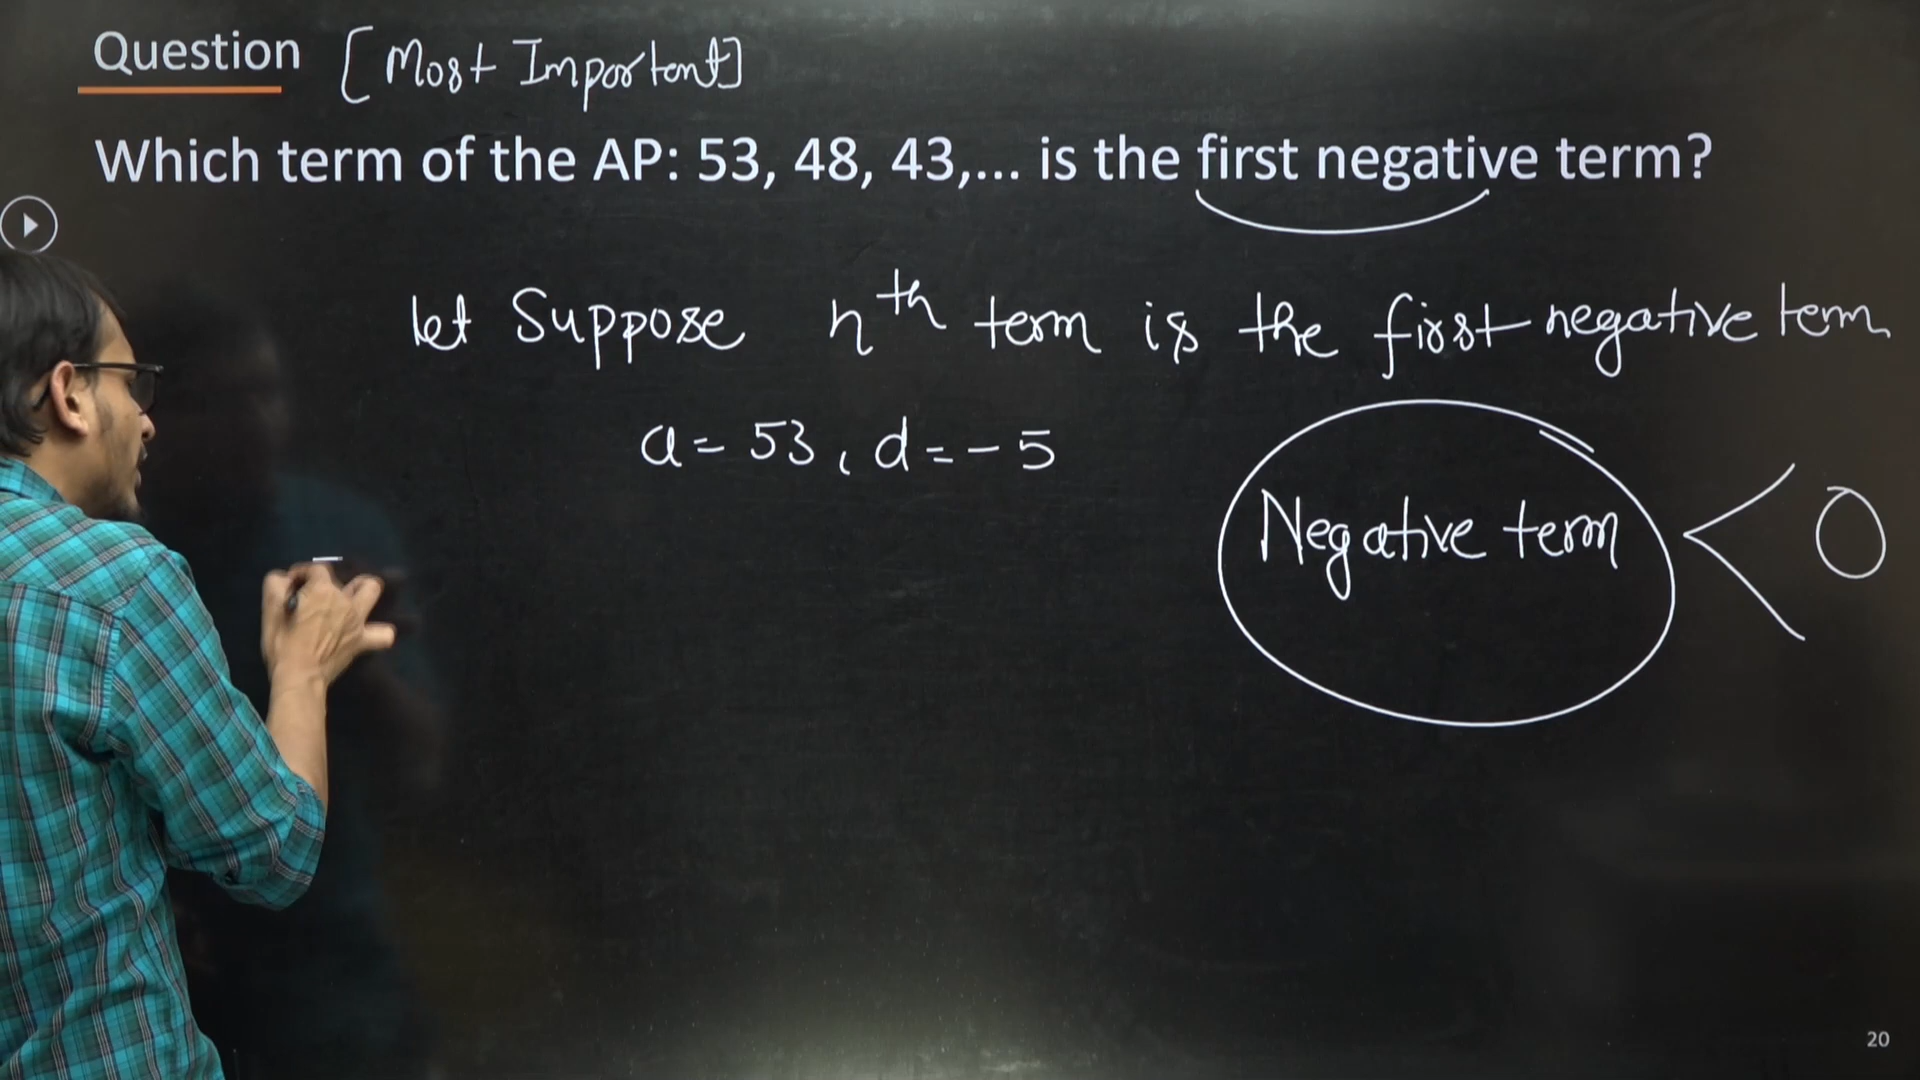 Question [Most Important]
Which term of the AP: 53, 48, 43,... is the first negative term?
let Suppose nth term is the first negative term
a = 53, d = -5
Negative term < 0
20